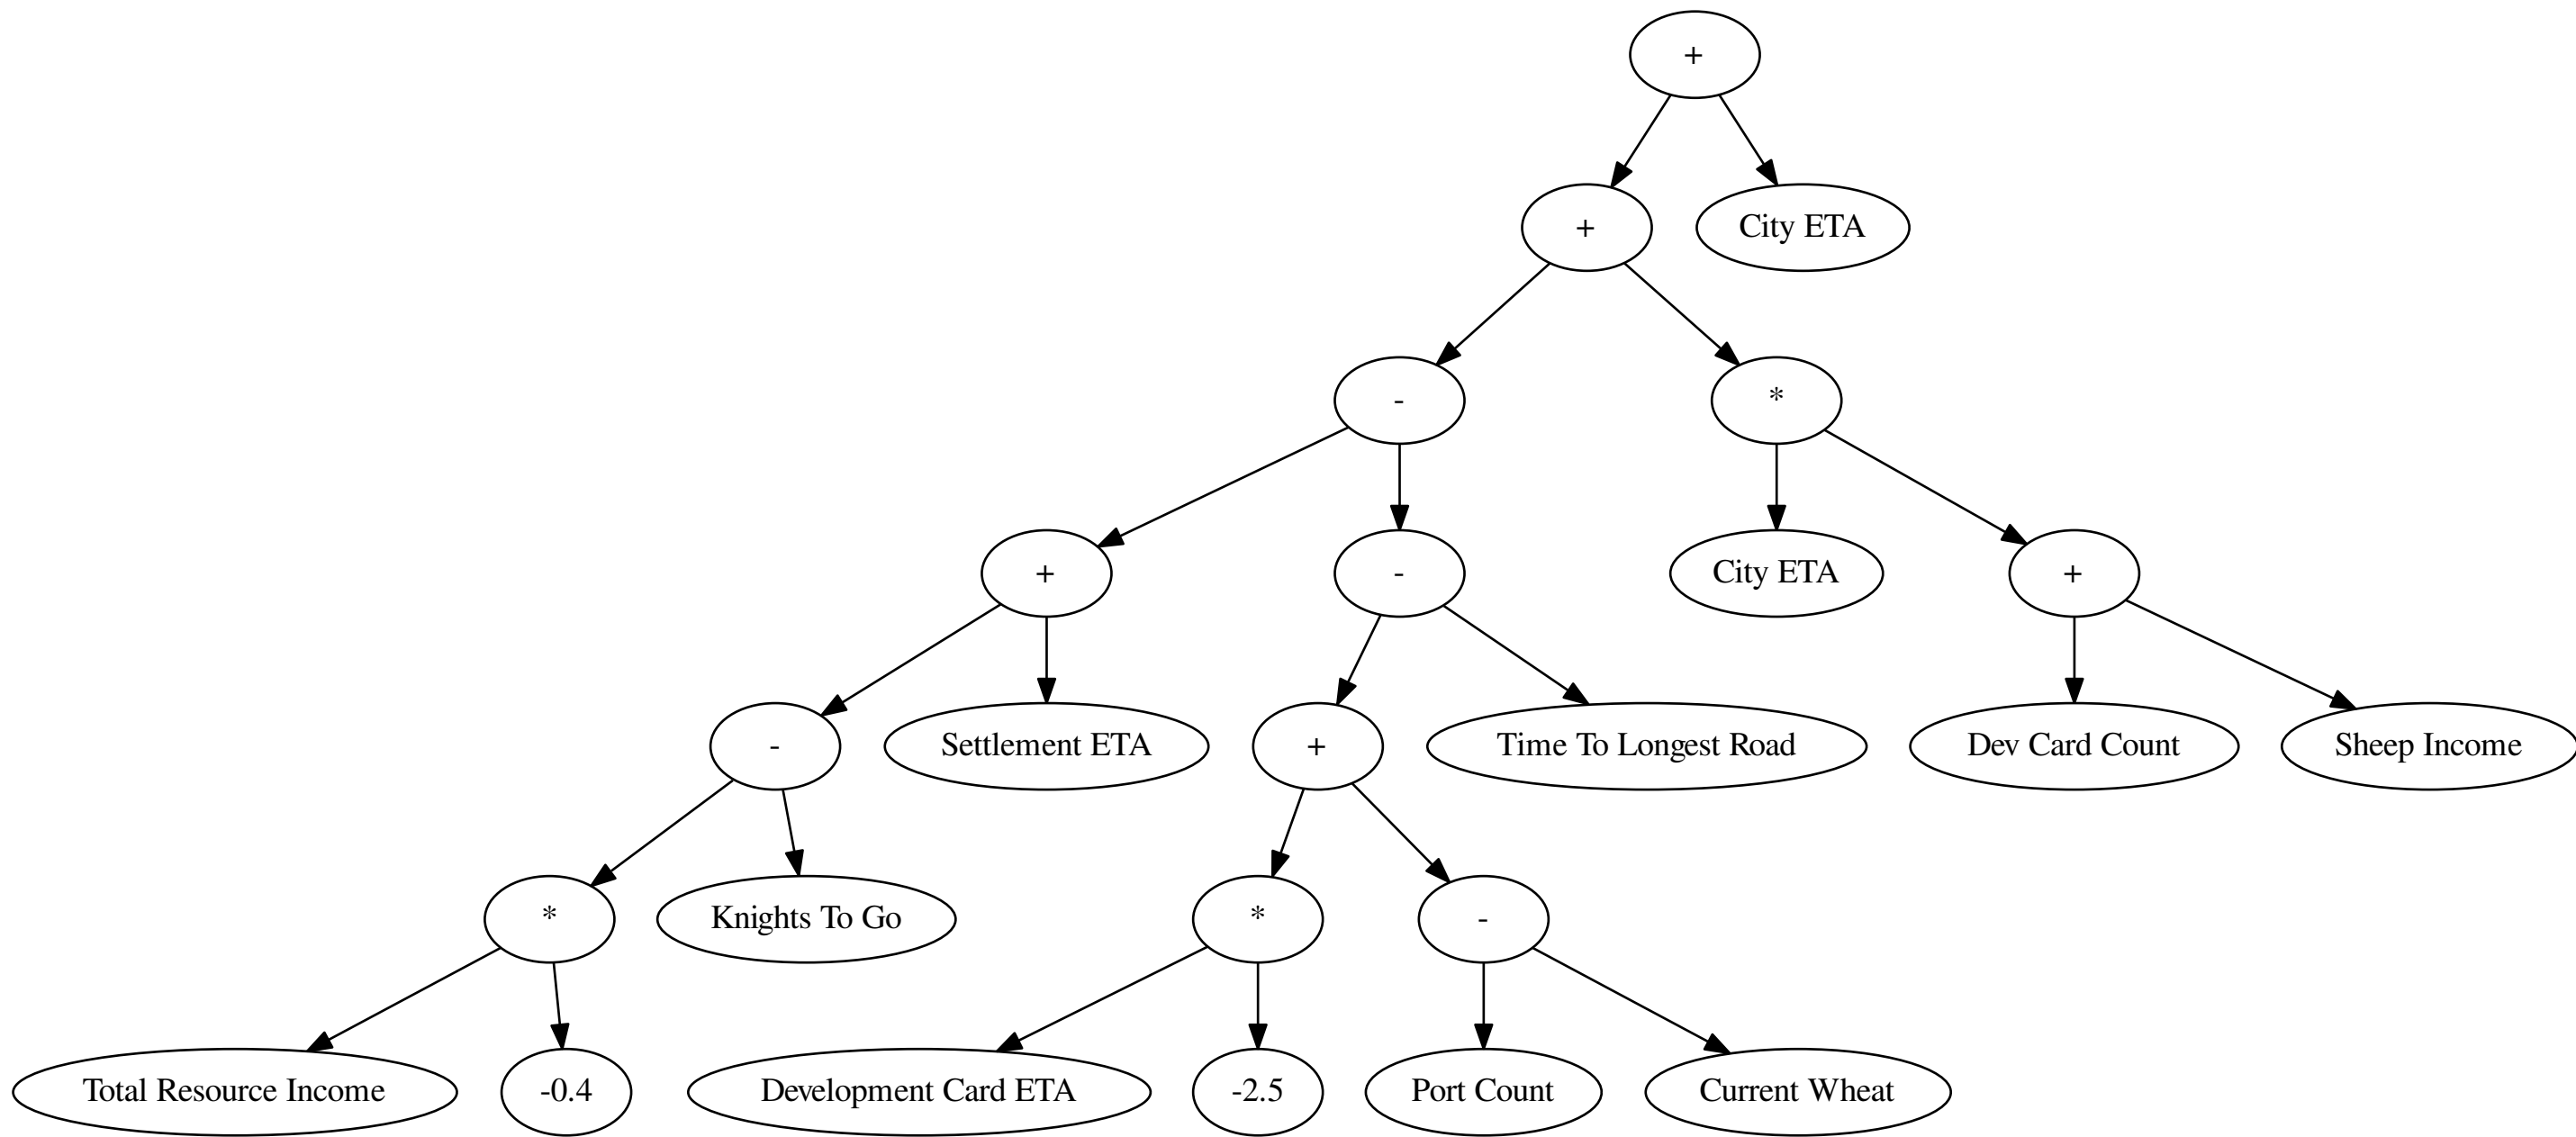 +
+
City ETA
-
*
+
-
City ETA
+
-
Settlement ETA
+
Time To Longest Road
Dev Card Count
Sheep Income
*
Knights To Go
*
-
Total Resource Income
-0.4
Development Card ETA
-2.5
Port Count
Current Wheat